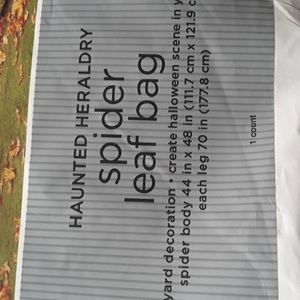 HAUNTED HERALDRY
spider
leaf bag
yard decoration • create halloween scene in
spider body 44 in x 48 in (111.7 cm x 121.9
each leg 70 in (177.8 cm)
1 count